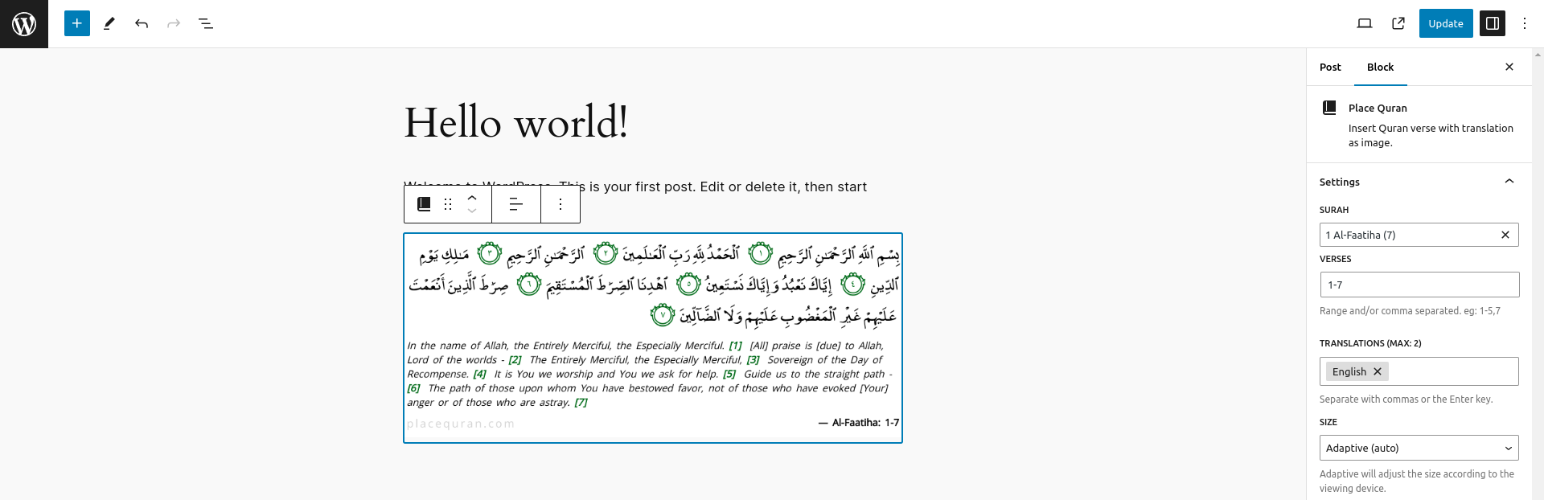 Update
Hello world!
Welcome to WordPress. This is your first post. Edit or delete it, then start
بِسْمِ ٱللَّهِ ٱلرَّحْمَـٰنِ ٱلرَّحِيمِ ١ ٱلْحَمْدُ لِلَّهِ رَبِّ ٱلْعَـٰلَمِينَ ٢ ٱلرَّحْمَـٰنِ ٱلرَّحِيمِ ٣ مَـٰلِكِ يَوْمِ
ٱلدِّينِ ٤ إِيَّاكَ نَعْبُدُ وَإِيَّاكَ نَسْتَعِينُ ٥ ٱهْدِنَا ٱلصِّرَٰطَ ٱلْمُسْتَقِيمَ ٦ صِرَٰطَ ٱلَّذِينَ أَنْعَمْتَ
عَلَيْهِمْ غَيْرِ ٱلْمَغْضُوبِ عَلَيْهِمْ وَلَا ٱلضَّآلِّينَ ٧
In the name of Allah, the Entirely Merciful, the Especially Merciful. [1] [All] praise is [due] to Allah,
Lord of the worlds - [2] The Entirely Merciful, the Especially Merciful, [3] Sovereign of the Day of
Recompense. [4] It is You we worship and You we ask for help. [5] Guide us to the straight path -
[6] The path of those upon whom You have bestowed favor, not of those who have evoked [Your]
anger or of those who are astray. [7]
placequran.com — Al-Faatiha: 1-7
Post Block
Place Quran
Insert Quran verse with translation
as image.
Settings
SURAH
1 Al-Faatiha (7)
VERSES
1-7
Range and/or comma separated. eg: 1-5,7
TRANSLATIONS (MAX: 2)
English
Separate with commas or the Enter key.
SIZE
Adaptive (auto)
Adaptive will adjust the size according to the
viewing device.